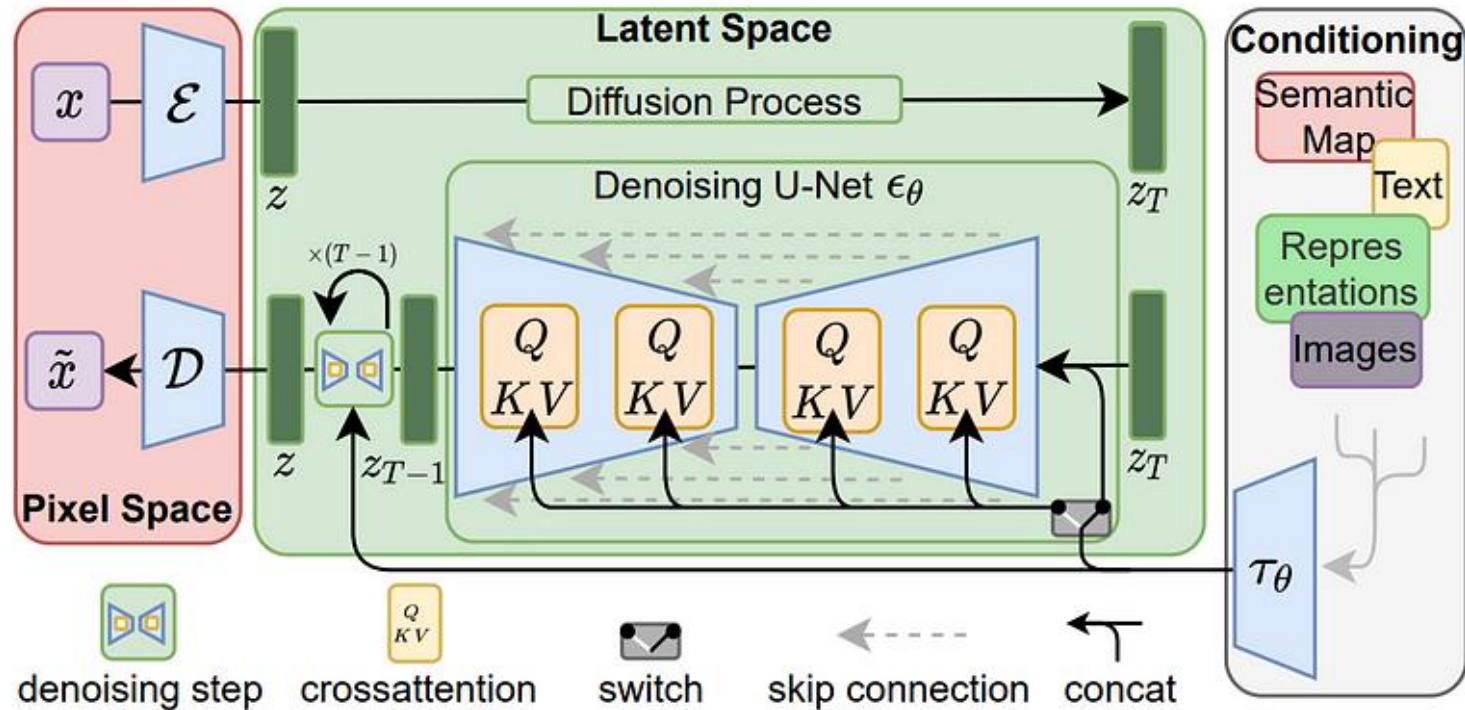 Latent Space
Conditioning
x
ℰ
Diffusion Process
Semantic
Map
Text
z
Denoising U-Net ϵ_θ
z_T
Repres
entations
Images
×(T − 1)
x̃
𝒟
Q
K V
Q
K V
Q
K V
Q
K V
z
z_{T−1}
z_T
Pixel Space
τ_θ
Q
K V
denoising step
crossattention
switch
skip connection
concat